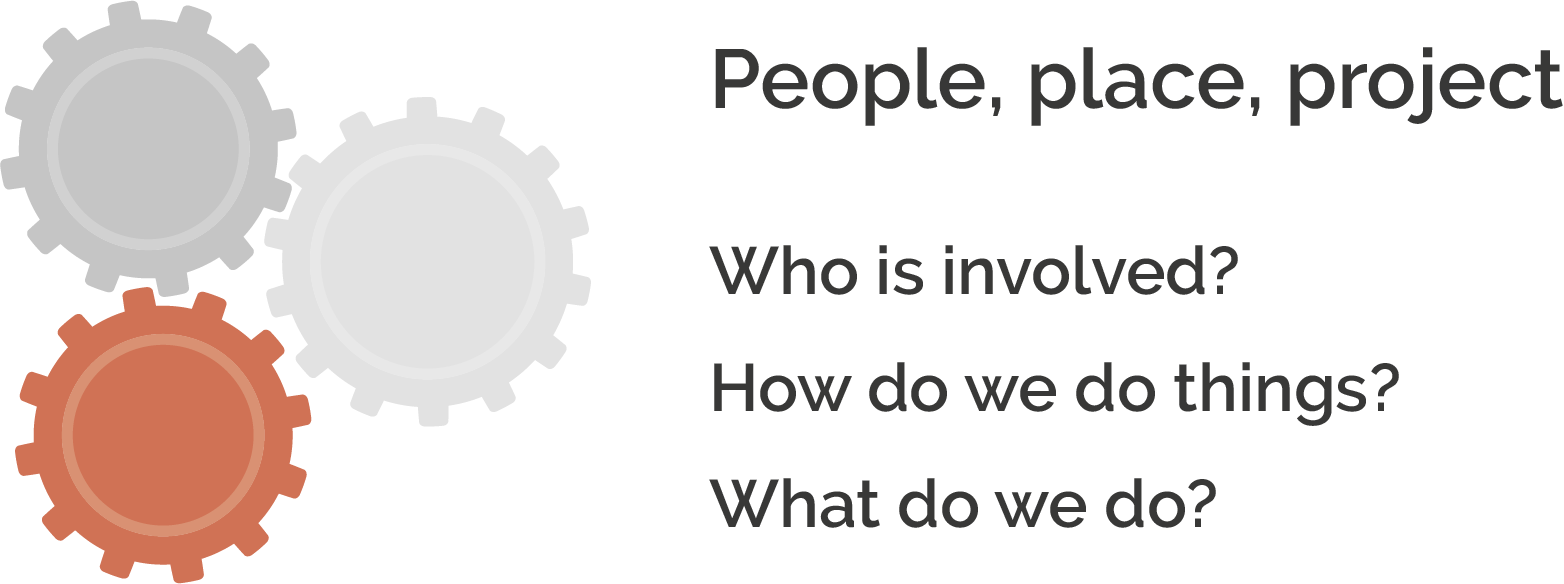 People, place, project
Who is involved?
How do we do things?
What do we do?